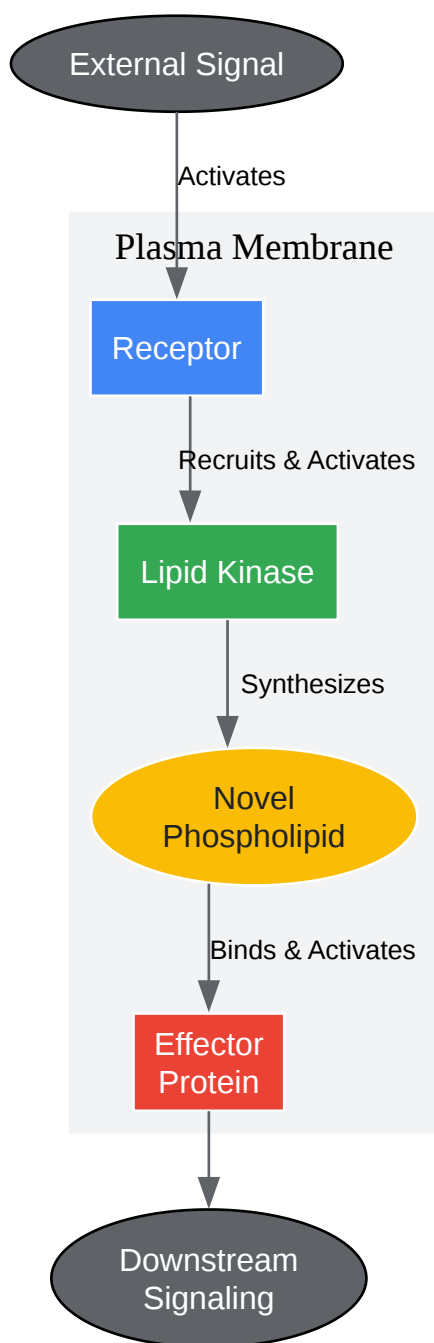 External Signal
Activates
Plasma Membrane
Receptor
Recruits & Activates
Lipid Kinase
Synthesizes
Novel
Phospholipid
Binds & Activates
Effector
Protein
Downstream
Signaling